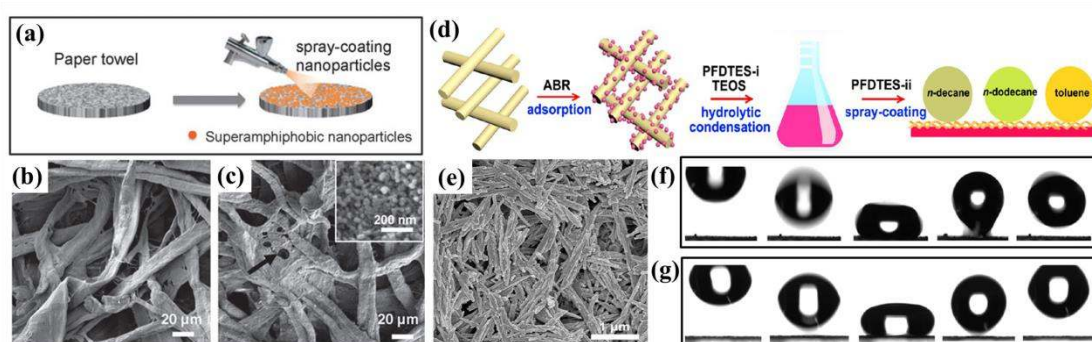 (a)
Paper towel
spray-coating
nanoparticles
Superamphiphobic nanoparticles
(b)
20 μm
(c)
200 nm
20 μm
(d)
ABR
adsorption
PFDTES-i
TEOS
hydrolytic
condensation
PFDTES-ii
spray-coating
n-decane
n-dodecane
toluene
(e)
1 μm
(f)
(g)